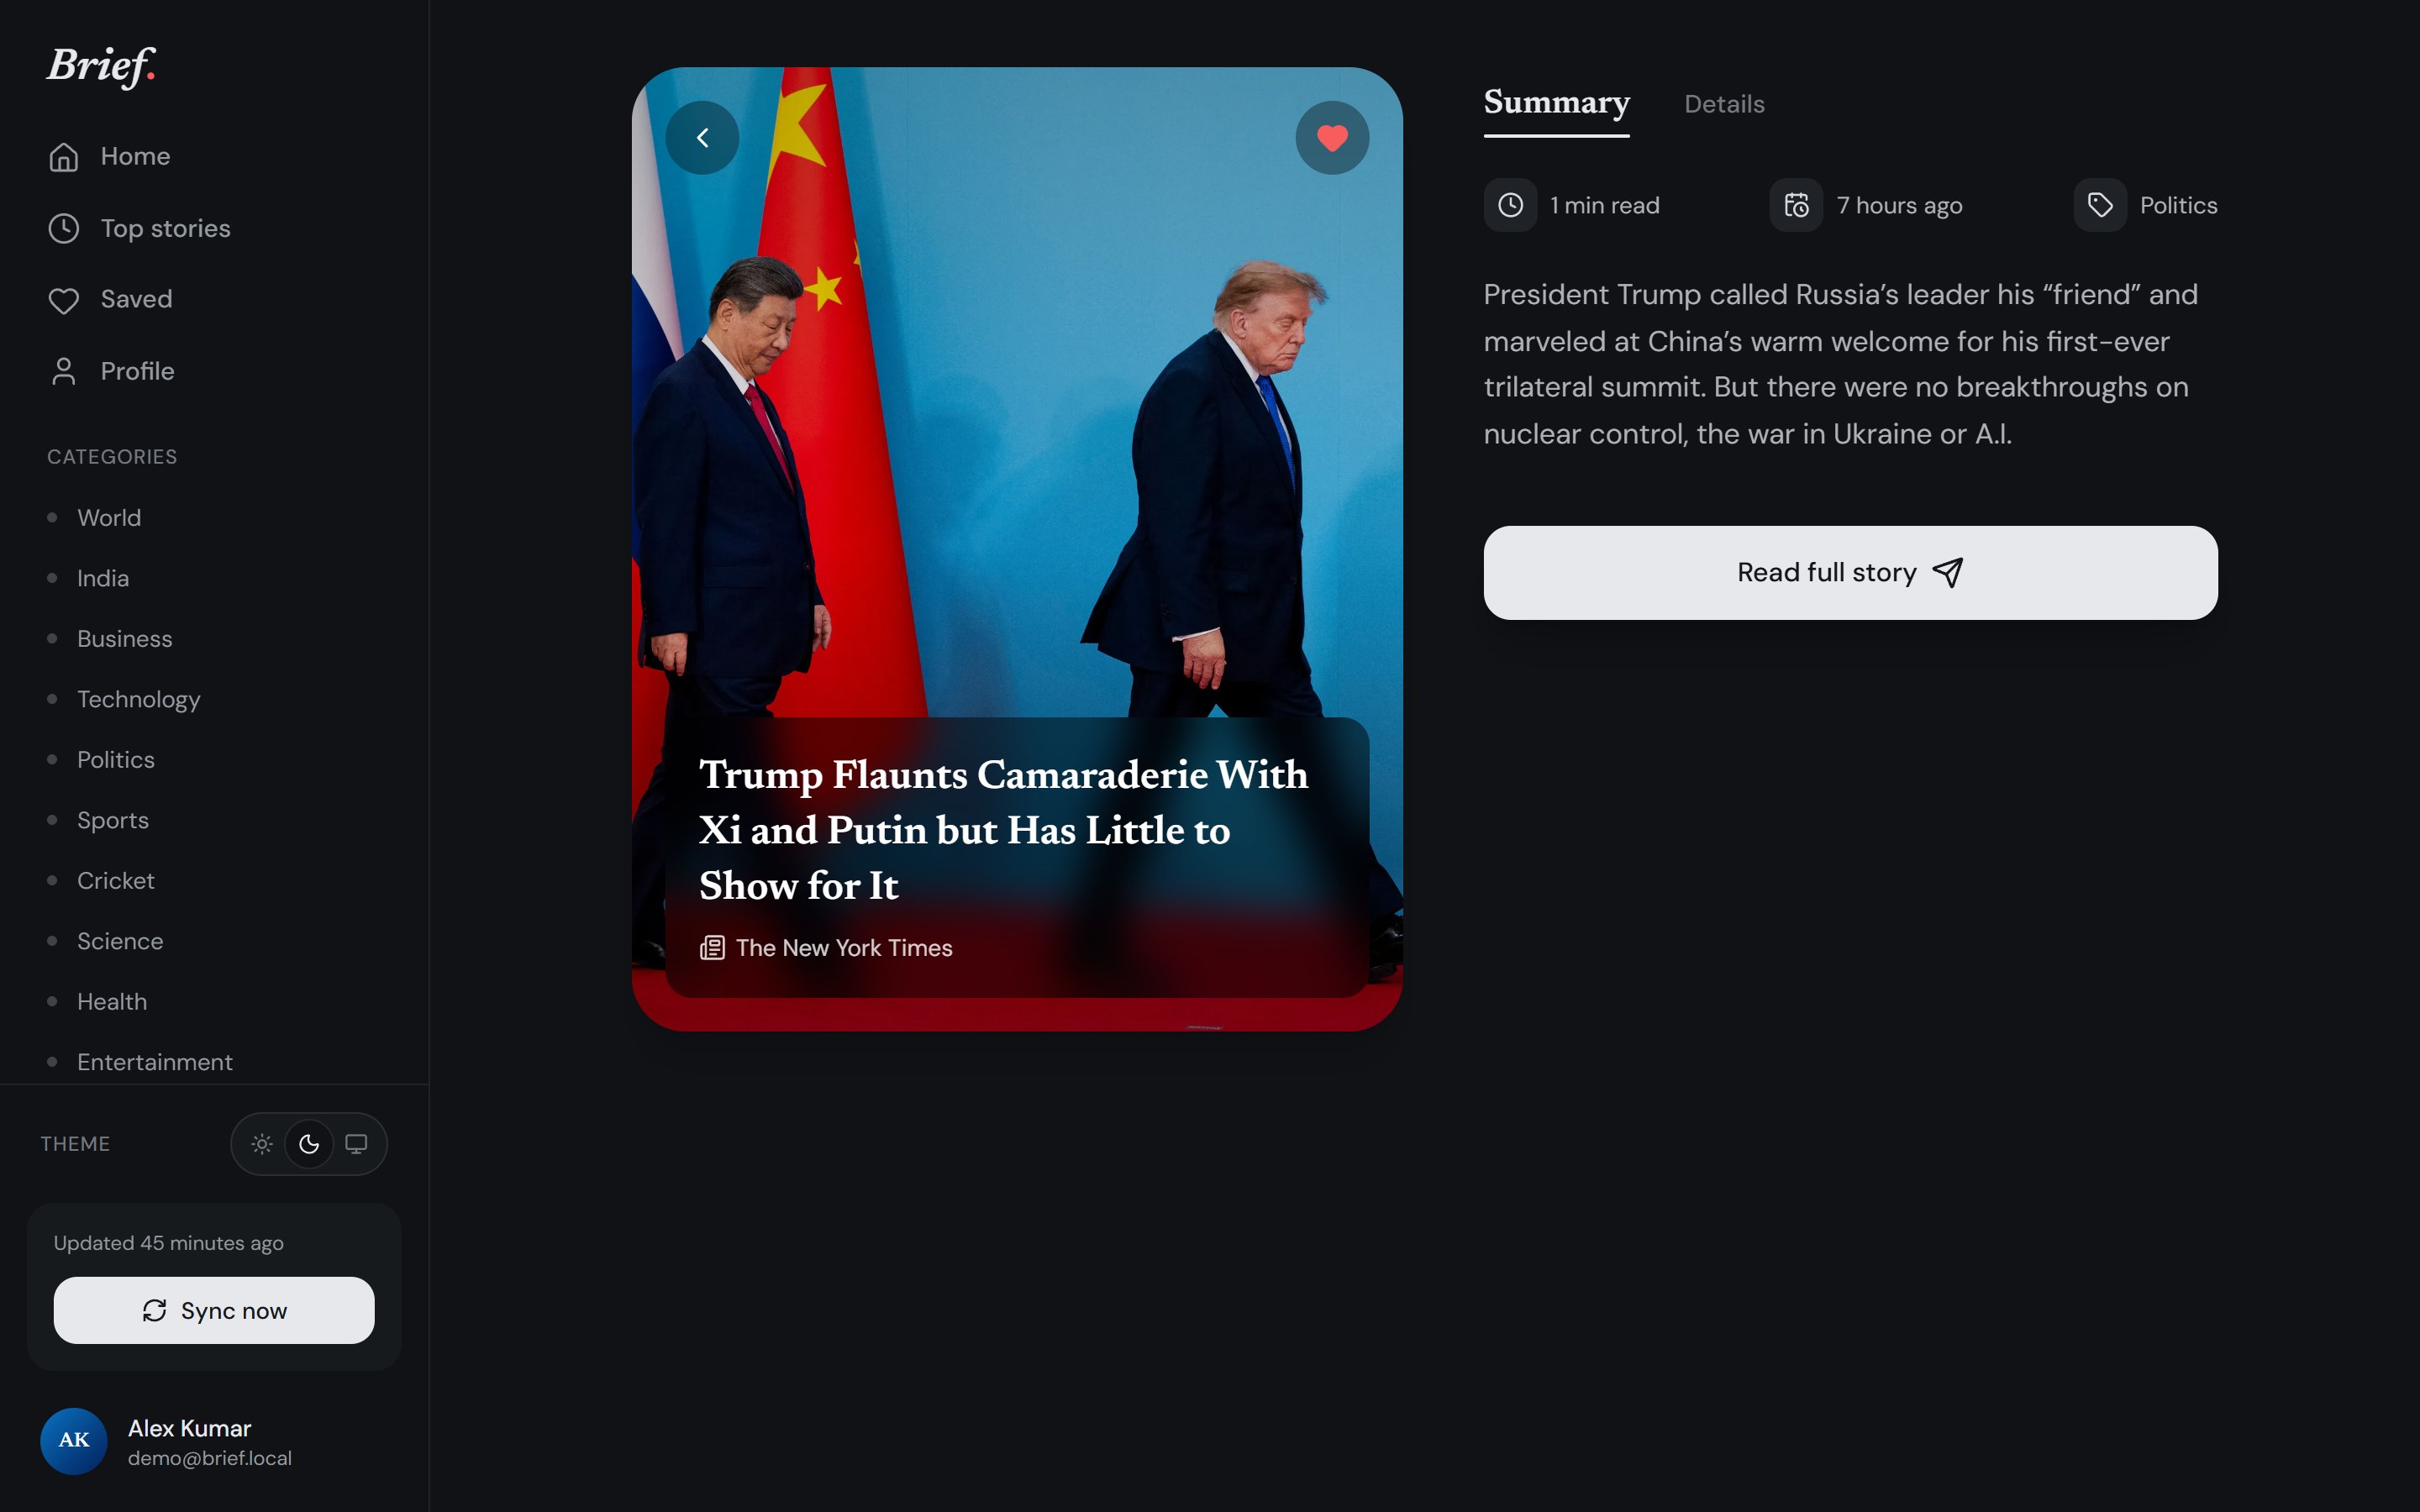 Brief.
Home
Top stories
Saved
Profile
CATEGORIES
World
India
Business
Technology
Politics
Sports
Cricket
Science
Health
Entertainment
THEME
Updated 45 minutes ago
Sync now
AK
Alex Kumar
demo@brief.local
Trump Flaunts Camaraderie With
Xi and Putin but Has Little to
Show for It
The New York Times
Summary
Details
1 min read
7 hours ago
Politics
President Trump called Russia’s leader his “friend” and
marveled at China’s warm welcome for his first-ever
trilateral summit. But there were no breakthroughs on
nuclear control, the war in Ukraine or A.I.
Read full story